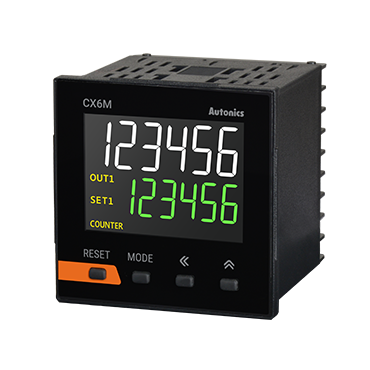 CX6M
Autonics
123456
OUT1
SET1 123456
COUNTER
RESET MODE « ︽